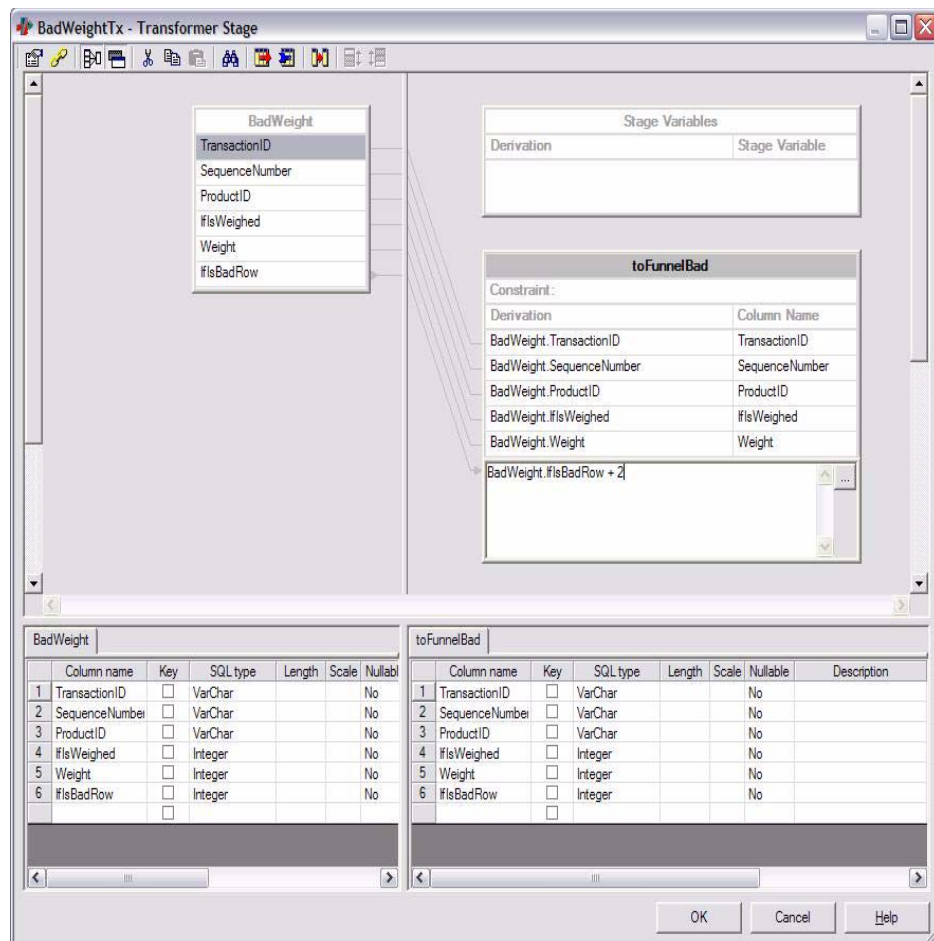 BadWeightTx - Transformer Stage
BadWeight
TransactionID
SequenceNumber
ProductID
IfIsWeighed
Weight
IfIsBadRow
Stage Variables
Derivation Stage Variable
toFunnelBad
Constraint:
Derivation Column Name
BadWeight.TransactionID TransactionID
BadWeight.SequenceNumber SequenceNumber
BadWeight.ProductID ProductID
BadWeight.IfIsWeighed IfIsWeighed
BadWeight.Weight Weight
BadWeight.IfIsBadRow + 2
...
BadWeight
Column name Key SQL type Length Scale Nullabl
1 TransactionID VarChar No
2 SequenceNumber VarChar No
3 ProductID VarChar No
4 IfIsWeighed Integer No
5 Weight Integer No
6 IfIsBadRow Integer No
toFunnelBad
Column name Key SQL type Length Scale Nullable Description
1 TransactionID VarChar No
2 SequenceNumber VarChar No
3 ProductID VarChar No
4 IfIsWeighed Integer No
5 Weight Integer No
6 IfIsBadRow Integer No
OK Cancel Help